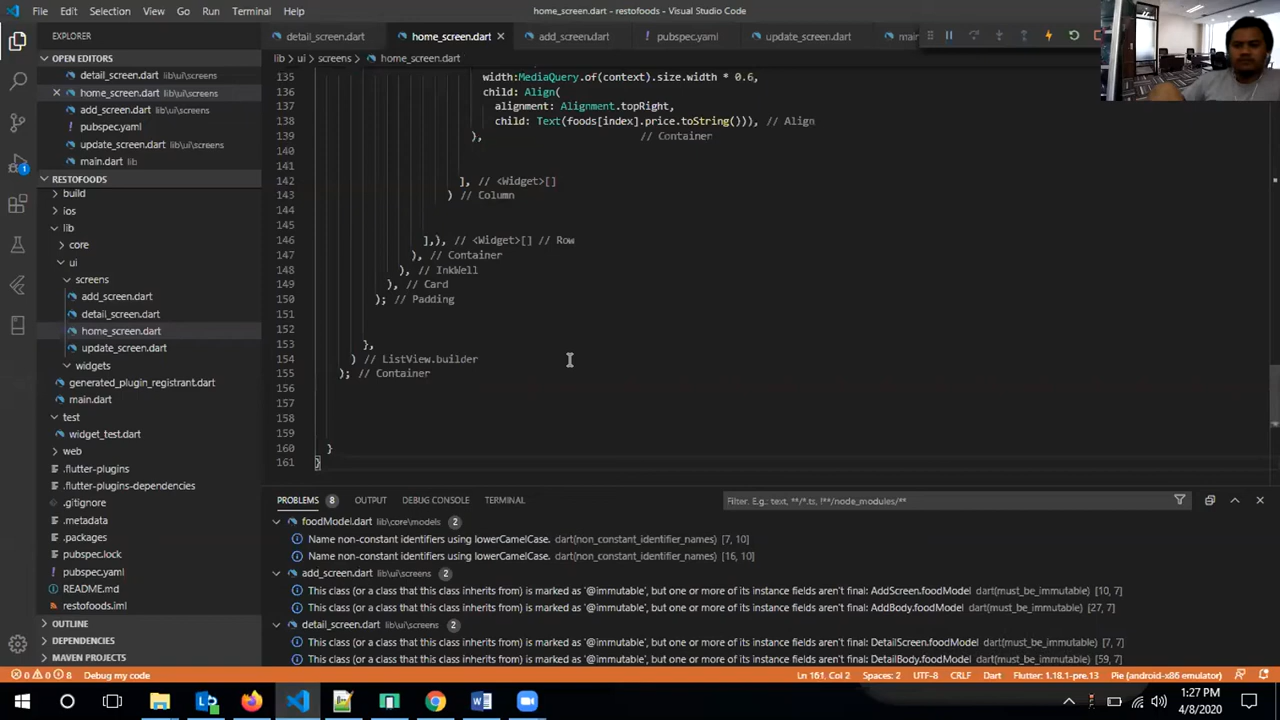 File Edit Selection View Go Run Terminal Help
home_screen.dart - restofoods - Visual Studio Code
EXPLORER
OPEN EDITORS
detail_screen.dart lib\ui\screens
home_screen.dart lib\ui\screens
add_screen.dart lib\ui\screens
pubspec.yaml
update_screen.dart lib\ui\screens
main.dart lib
RESTOFOODS
build
ios
lib
core
ui
screens
add_screen.dart
detail_screen.dart
home_screen.dart
update_screen.dart
widgets
generated_plugin_registrant.dart
main.dart
test
widget_test.dart
web
.flutter-plugins
.flutter-plugins-dependencies
.gitignore
.metadata
.packages
pubspec.lock
pubspec.yaml
README.md
restofoods.iml
OUTLINE
DEPENDENCIES
MAVEN PROJECTS
detail_screen.dart home_screen.dart add_screen.dart pubspec.yaml update_screen.dart main
lib > ui > screens > home_screen.dart
135 width:MediaQuery.of(context).size.width * 0.6,
136 child: Align(
137 alignment: Alignment.topRight,
138 child: Text(foods[index].price.toString())), // Align
139 ), // Container
140
141
142 ], // <Widget>[]
143 ) // Column
144
145
146 ],), // <Widget>[] // Row
147 ), // Container
148 ), // InkWell
149 ), // Card
150 ); // Padding
151
152
153 },
154 ) // ListView.builder
155 ); // Container
156
157
158
159
160 }
161 }
PROBLEMS 8 OUTPUT DEBUG CONSOLE TERMINAL
Filter. E.g.: text, **/*.ts, !**/node_modules/**
foodModel.dart lib\core\models 2
Name non-constant identifiers using lowerCamelCase. dart(non_constant_identifier_names) [7, 10]
Name non-constant identifiers using lowerCamelCase. dart(non_constant_identifier_names) [16, 10]
add_screen.dart lib\ui\screens 2
This class (or a class that this class inherits from) is marked as '@immutable', but one or more of its instance fields aren't final: AddScreen.foodModel dart(must_be_immutable) [10, 7]
This class (or a class that this class inherits from) is marked as '@immutable', but one or more of its instance fields aren't final: AddBody.foodModel dart(must_be_immutable) [27, 7]
detail_screen.dart lib\ui\screens 2
This class (or a class that this class inherits from) is marked as '@immutable', but one or more of its instance fields aren't final: DetailScreen.foodModel dart(must_be_immutable) [7, 7]
This class (or a class that this class inherits from) is marked as '@immutable', but one or more of its instance fields aren't final: DetailBody.foodModel dart(must_be_immutable) [59, 7]
0 0 8 Debug my code
Ln 161, Col 2 Spaces: 2 UTF-8 CRLF Dart Flutter: 1.18.1-pre.13 Pie (android-x86 emulator)
1:27 PM
4/8/2020